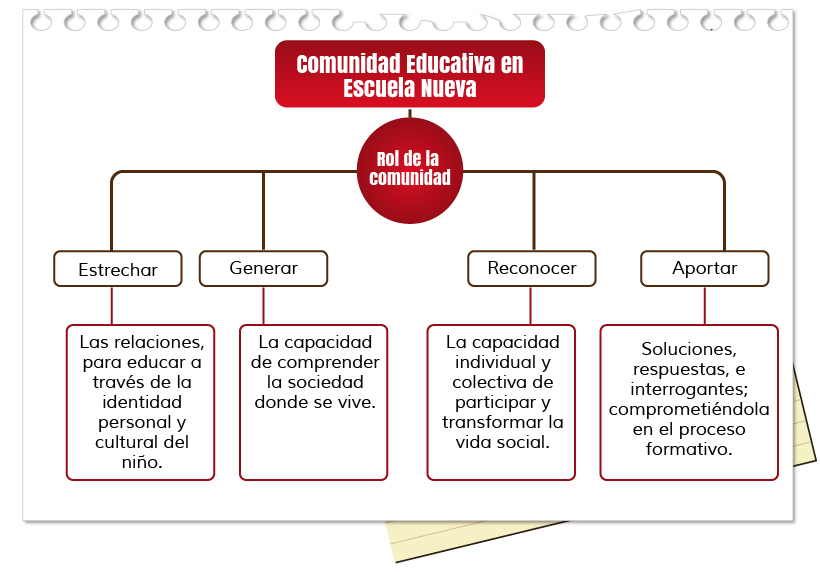 Comunidad Educativa en
Escuela Nueva
Rol de la
comunidad
Estrechar
Generar
Reconocer
Aportar
Las relaciones,
para educar a
través de la
identidad
personal y
cultural del
niño.
La capacidad
de comprender
la sociedad
donde se vive.
La capacidad
individual y
colectiva de
participar y
transformar la
vida social.
Soluciones,
respuestas, e
interrogantes;
comprometiéndola
en el proceso
formativo.